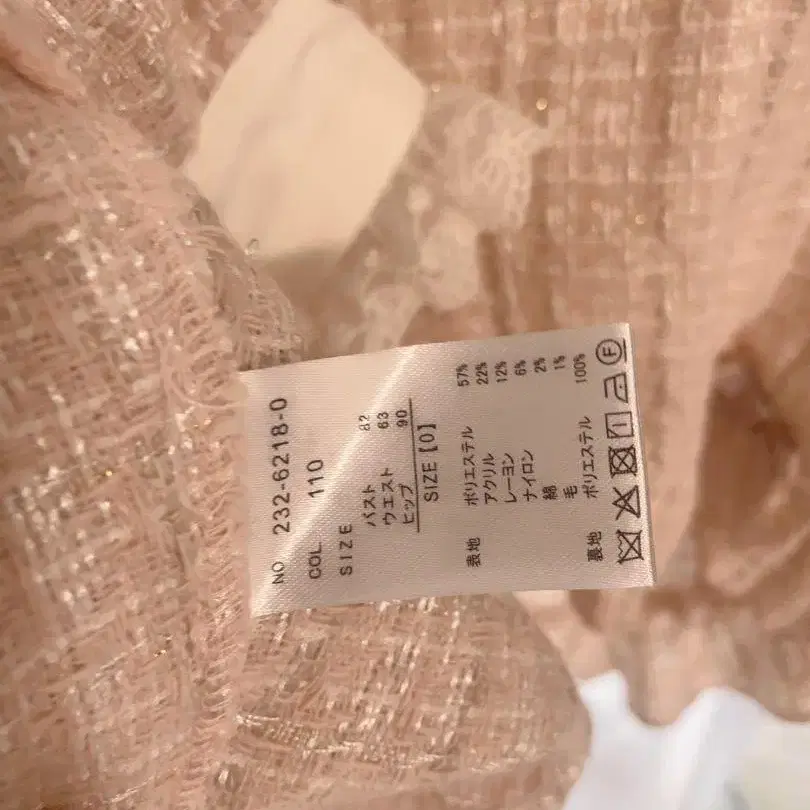 NO 232-6218-0
COL. 110
SIZE
バスト 82
ウエスト 63
ヒップ 90
SIZE【0】
表地 ポリエステル 57%
アクリル 22%
レーヨン 12%
ナイロン 6%
綿 2%
毛 1%
裏地 ポリエステル 100%
F